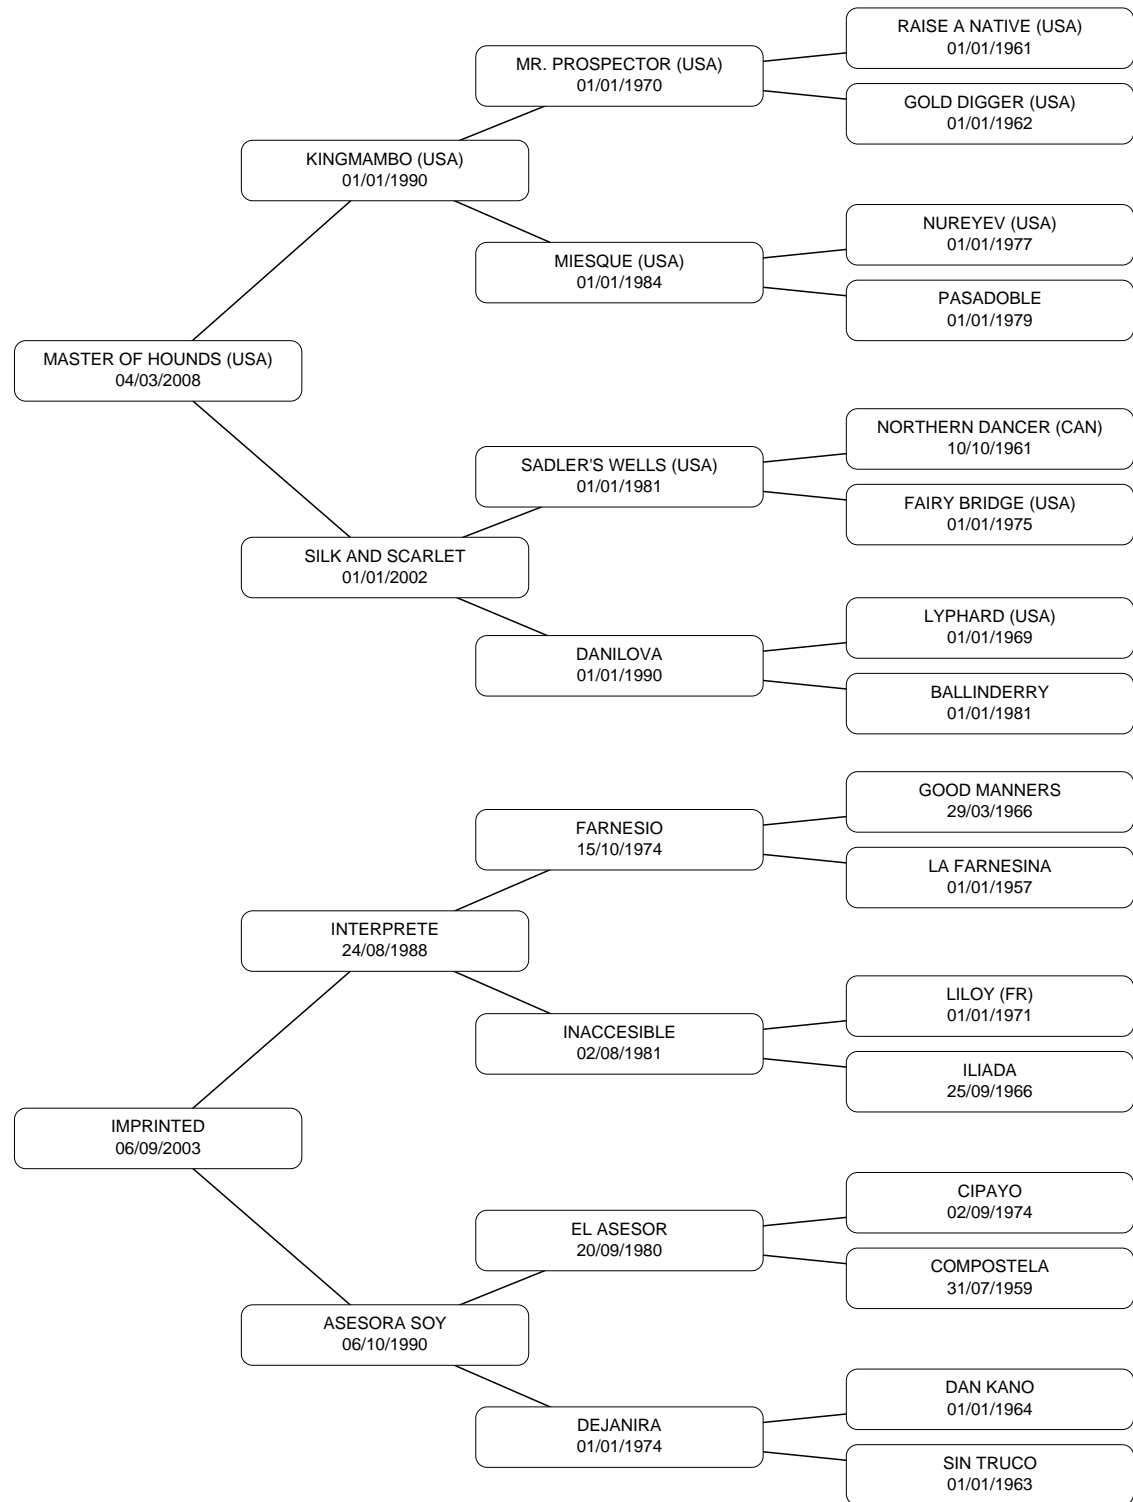 RAISE A NATIVE (USA)
01/01/1961
MR. PROSPECTOR (USA)
01/01/1970
GOLD DIGGER (USA)
01/01/1962
KINGMAMBO (USA)
01/01/1990
NUREYEV (USA)
01/01/1977
MIESQUE (USA)
01/01/1984
PASADOBLE
01/01/1979
MASTER OF HOUNDS (USA)
04/03/2008
NORTHERN DANCER (CAN)
10/10/1961
SADLER'S WELLS (USA)
01/01/1981
FAIRY BRIDGE (USA)
01/01/1975
SILK AND SCARLET
01/01/2002
LYPHARD (USA)
01/01/1969
DANILOVA
01/01/1990
BALLINDERRY
01/01/1981
GOOD MANNERS
29/03/1966
FARNESIO
15/10/1974
LA FARNESINA
01/01/1957
INTERPRETE
24/08/1988
LILOY (FR)
01/01/1971
INACCESIBLE
02/08/1981
ILIADA
25/09/1966
IMPRINTED
06/09/2003
CIPAYO
02/09/1974
EL ASESOR
20/09/1980
COMPOSTELA
31/07/1959
ASESORA SOY
06/10/1990
DAN KANO
01/01/1964
DEJANIRA
01/01/1974
SIN TRUCO
01/01/1963